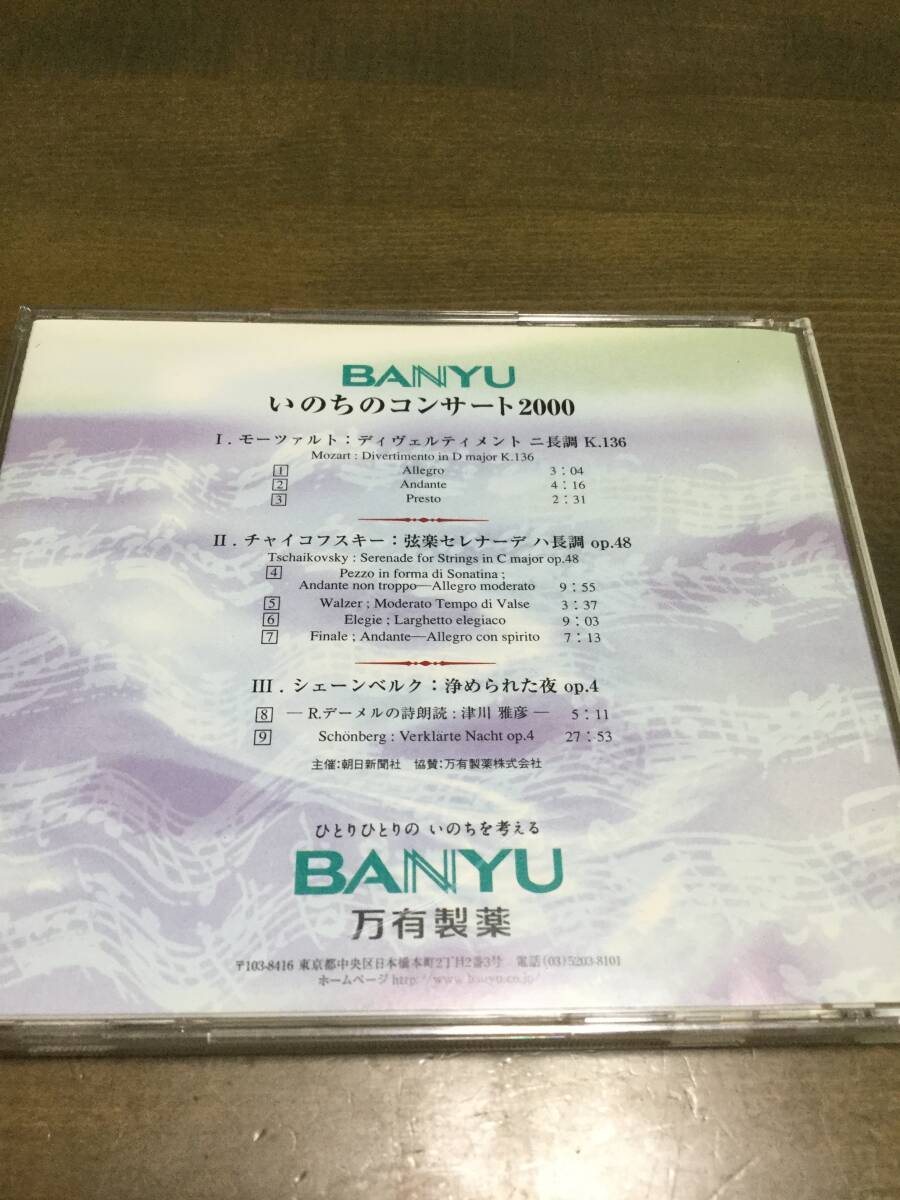 BANYU
いのちのコンサート2000
I . モーツァルト : ディヴェルティメント ニ長調 K.136
Mozart : Divertimento in D major K.136
1 Allegro 3 : 04
2 Andante 4 : 16
3 Presto 2 : 31
II . チャイコフスキー : 弦楽セレナーデ ハ長調 op.48
Tschaikovsky : Serenade for Strings in C major op.48
4 Pezzo in forma di Sonatina ;
Andante non troppo—Allegro moderato 9 : 55
5 Walzer ; Moderato Tempo di Valse 3 : 37
6 Elegie ; Larghetto elegiaco 9 : 03
7 Finale ; Andante—Allegro con spirito 7 : 13
III . シェーンベルク : 浄められた夜 op.4
8 ― R.デーメルの詩朗読 : 津川 雅彦 ― 5 : 11
9 Schönberg : Verklärte Nacht op.4 27 : 53
主催:朝日新聞社 協賛:万有製薬株式会社
ひとりひとりの いのちを考える
BANYU
万有製薬
〒103-8416 東京都中央区日本橋本町2丁目2番3号 電話 (03)5203-8101
ホームページ http://www.banyu.co.jp/